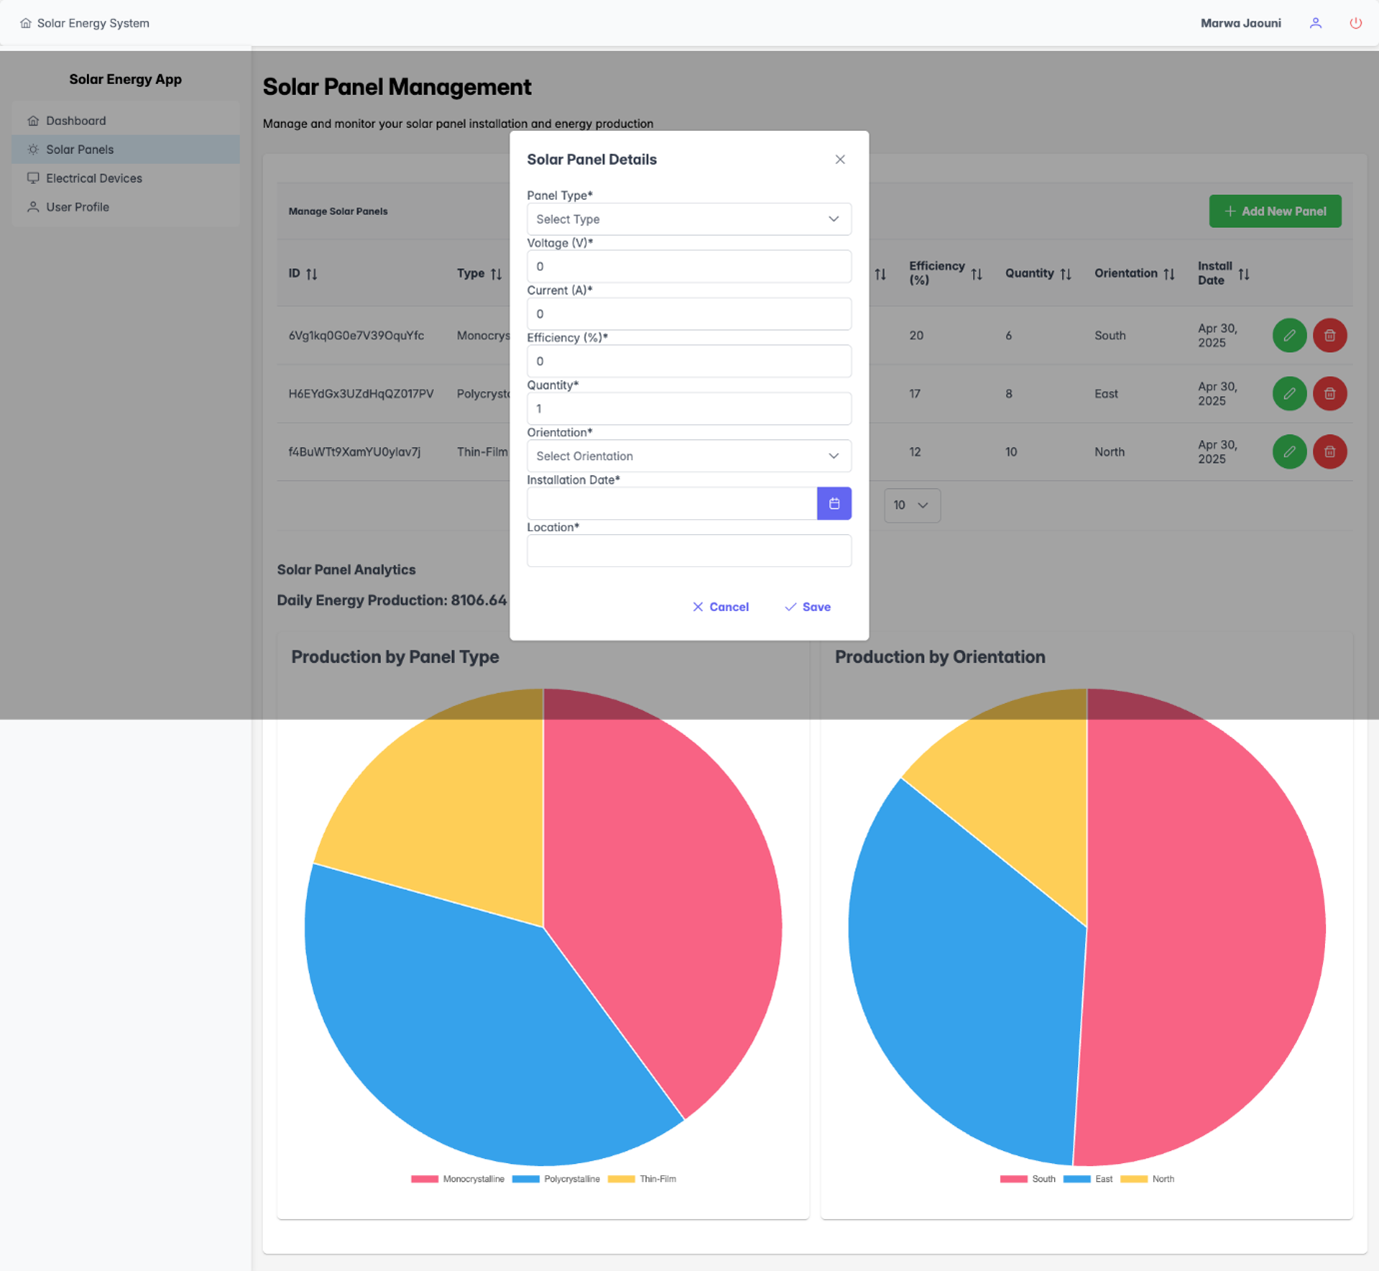 Solar Energy System
Marwa Jaouni
Solar Energy App
Dashboard
Solar Panels
Electrical Devices
User Profile
Solar Panel Management
Manage and monitor your solar panel installation and energy production
Manage Solar Panels
Add New Panel
ID Type Efficiency (%) Quantity Orientation Install Date
6Vg1kq0G0e7V39OquYfc Monocrys 20 6 South Apr 30, 2025
H6EYdGx3UZdHqQZ017PV Polycryst 17 8 East Apr 30, 2025
f4BuWTt9XamYU0ylav7j Thin-Film 12 10 North Apr 30, 2025
10
Solar Panel Details
Panel Type*
Select Type
Voltage (V)*
0
Current (A)*
0
Efficiency (%)*
0
Quantity*
1
Orientation*
Select Orientation
Installation Date*
Location*
Cancel Save
Solar Panel Analytics
Daily Energy Production: 8106.64
Production by Panel Type
Monocrystalline Polycrystalline Thin-Film
Production by Orientation
South East North